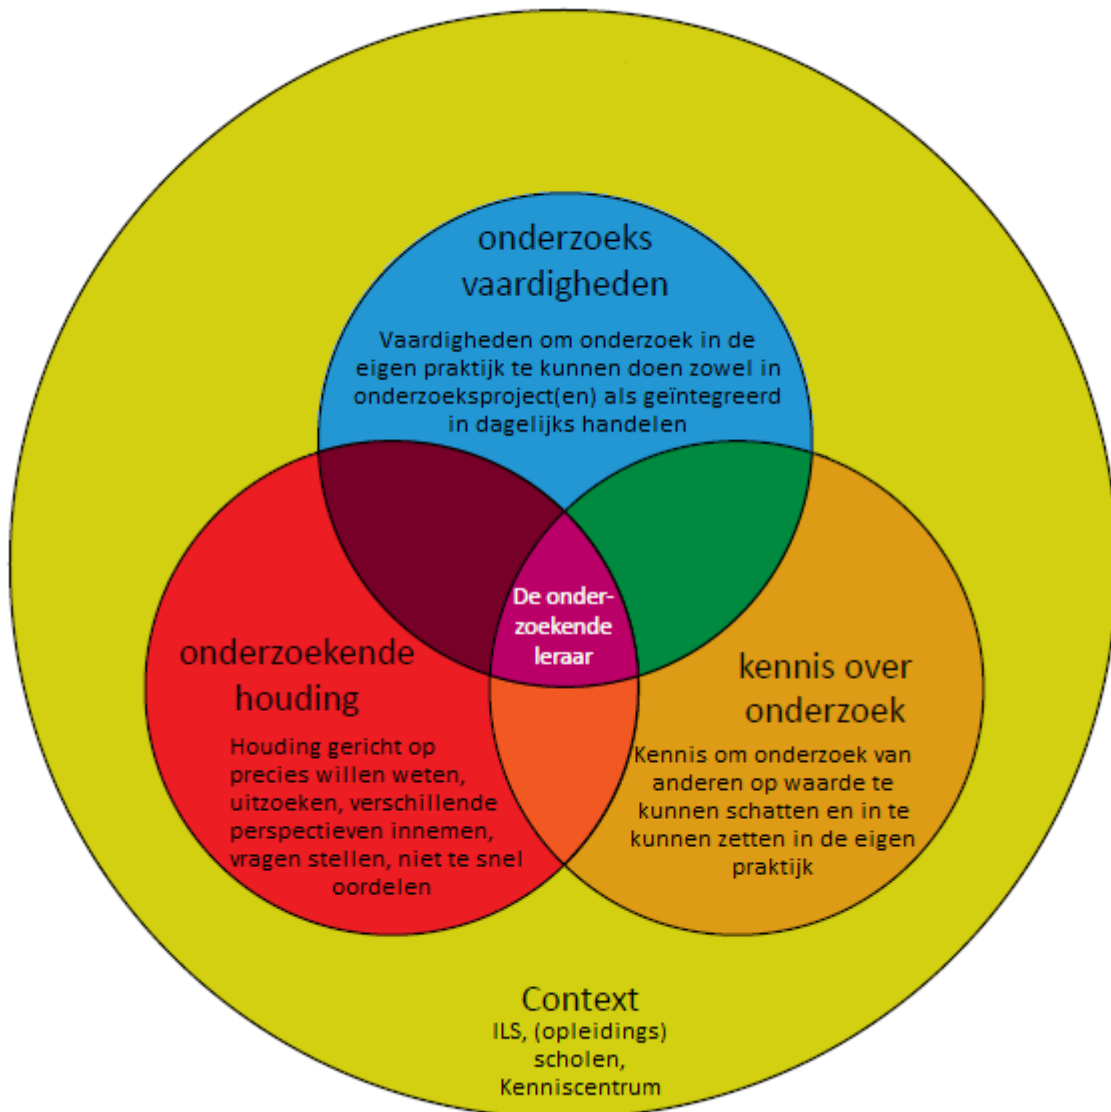 onderzoeks
vaardigheden
Vaardigheden om onderzoek in de
eigen praktijk te kunnen doen zowel in
onderzoeksproject(en) als geïntegreerd
in dagelijks handelen
De onder-
zoekende
leraar
onderzoekende
houding
Houding gericht op
precies willen weten,
uitzoeken, verschillende
perspectieven innemen,
vragen stellen, niet te snel
oordelen
kennis over
onderzoek
Kennis om onderzoek van
anderen op waarde te
kunnen schatten en in te
kunnen zetten in de eigen
praktijk
Context
ILS, (opleidings)
scholen,
Kenniscentrum